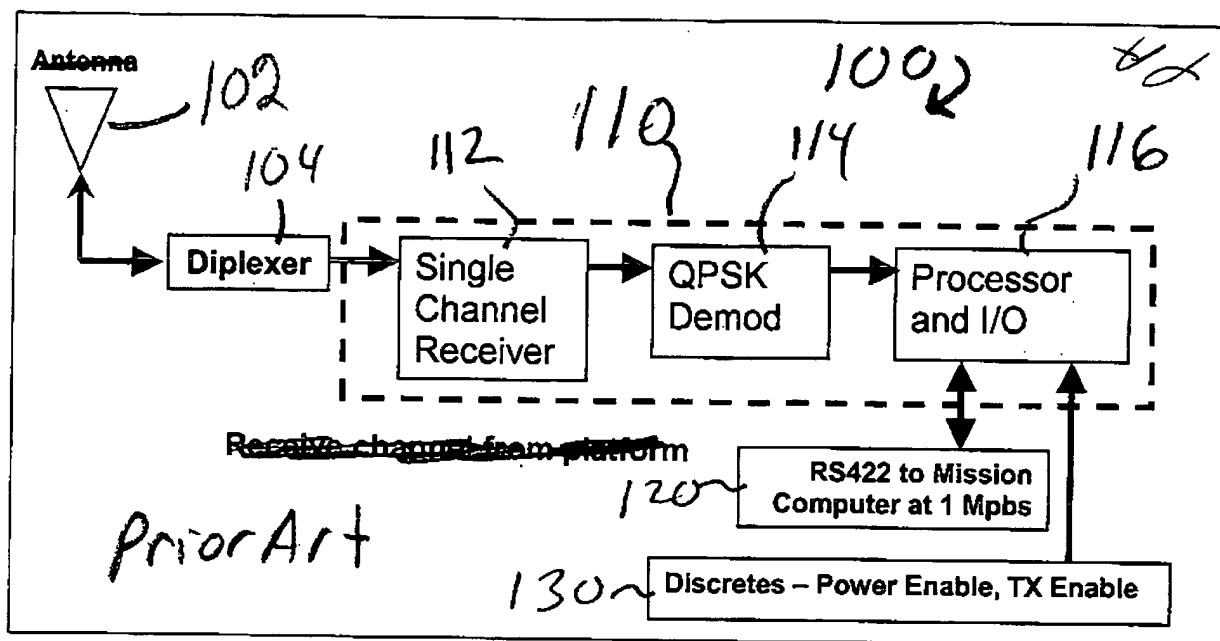 Antenna
102
100
104
112
110
114
116
Diplexer
Single
Channel
Receiver
QPSK
Demod
Processor
and I/O
Receive channel from platform
120
RS422 to Mission
Computer at 1 Mpbs
Prior Art
130
Discretes – Power Enable, TX Enable